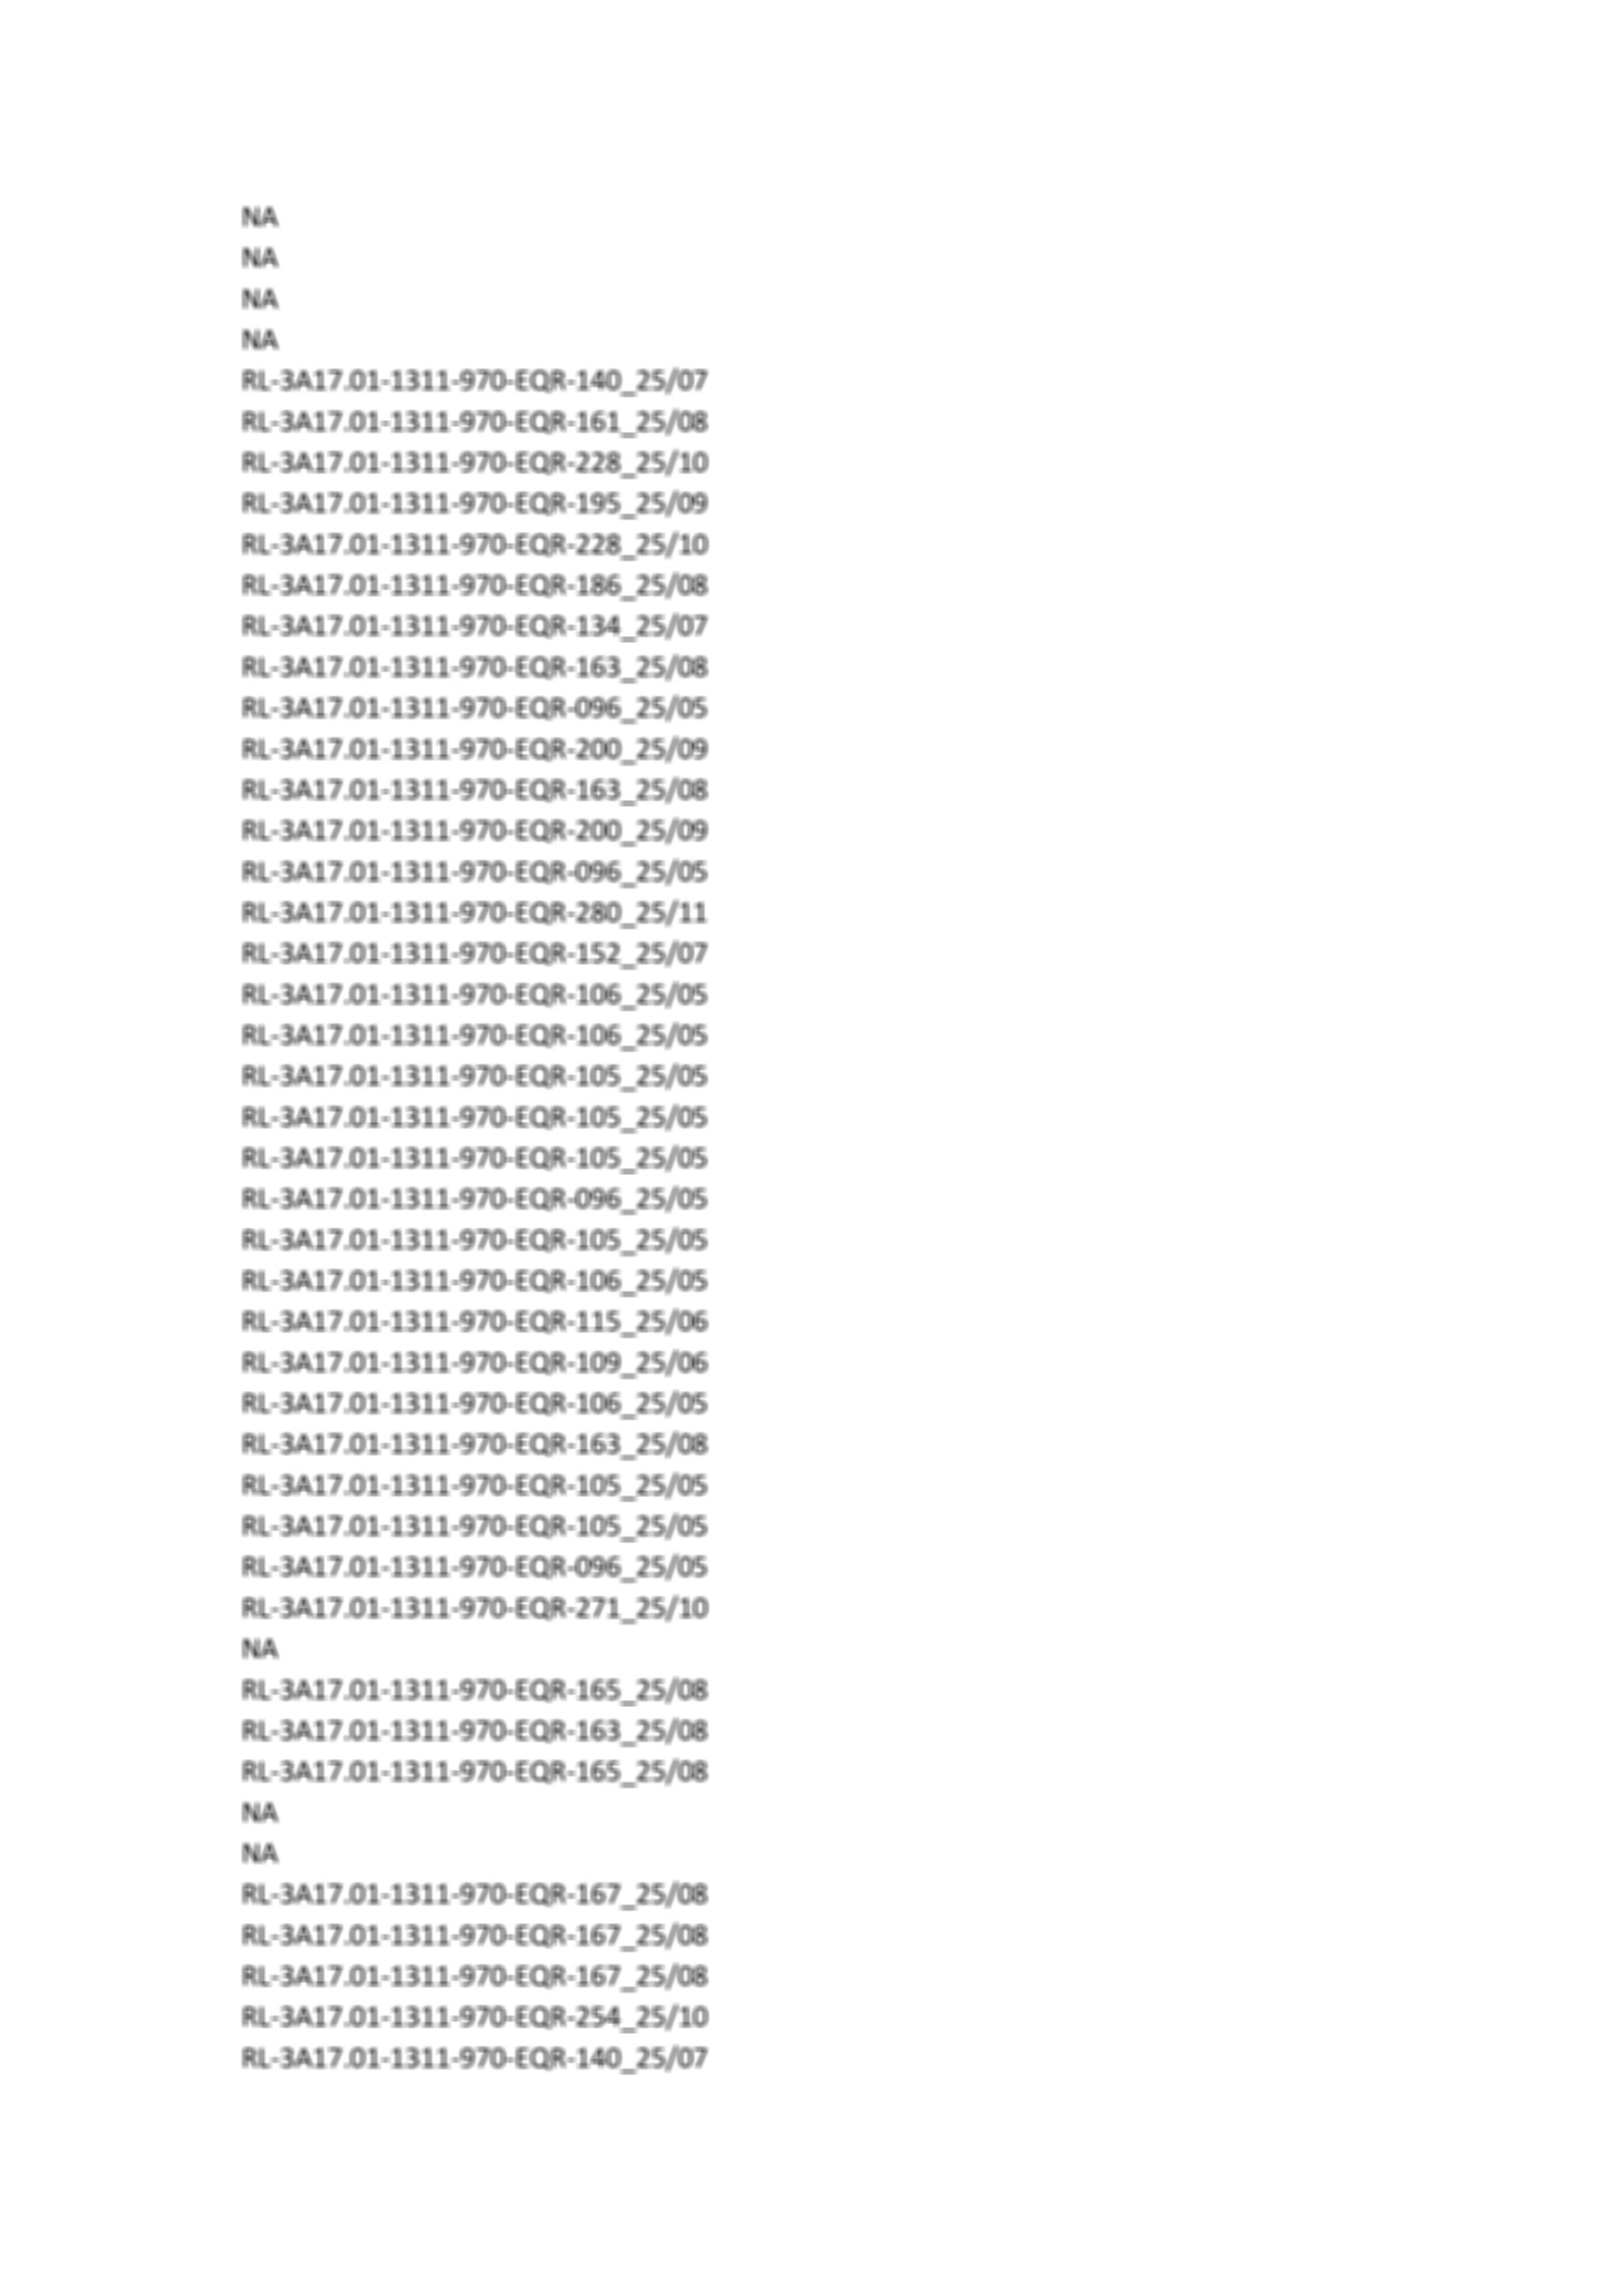 NA
NA
NA
NA
RL-3A17.01-1311-970-EQR-140_25/07
RL-3A17.01-1311-970-EQR-161_25/08
RL-3A17.01-1311-970-EQR-228_25/10
RL-3A17.01-1311-970-EQR-195_25/09
RL-3A17.01-1311-970-EQR-228_25/10
RL-3A17.01-1311-970-EQR-186_25/08
RL-3A17.01-1311-970-EQR-134_25/07
RL-3A17.01-1311-970-EQR-163_25/08
RL-3A17.01-1311-970-EQR-096_25/05
RL-3A17.01-1311-970-EQR-200_25/09
RL-3A17.01-1311-970-EQR-163_25/08
RL-3A17.01-1311-970-EQR-200_25/09
RL-3A17.01-1311-970-EQR-096_25/05
RL-3A17.01-1311-970-EQR-280_25/11
RL-3A17.01-1311-970-EQR-152_25/07
RL-3A17.01-1311-970-EQR-106_25/05
RL-3A17.01-1311-970-EQR-106_25/05
RL-3A17.01-1311-970-EQR-105_25/05
RL-3A17.01-1311-970-EQR-105_25/05
RL-3A17.01-1311-970-EQR-105_25/05
RL-3A17.01-1311-970-EQR-096_25/05
RL-3A17.01-1311-970-EQR-105_25/05
RL-3A17.01-1311-970-EQR-106_25/05
RL-3A17.01-1311-970-EQR-115_25/06
RL-3A17.01-1311-970-EQR-109_25/06
RL-3A17.01-1311-970-EQR-106_25/05
RL-3A17.01-1311-970-EQR-163_25/08
RL-3A17.01-1311-970-EQR-105_25/05
RL-3A17.01-1311-970-EQR-105_25/05
RL-3A17.01-1311-970-EQR-096_25/05
RL-3A17.01-1311-970-EQR-271_25/10
NA
RL-3A17.01-1311-970-EQR-165_25/08
RL-3A17.01-1311-970-EQR-163_25/08
RL-3A17.01-1311-970-EQR-165_25/08
NA
NA
RL-3A17.01-1311-970-EQR-167_25/08
RL-3A17.01-1311-970-EQR-167_25/08
RL-3A17.01-1311-970-EQR-167_25/08
RL-3A17.01-1311-970-EQR-254_25/10
RL-3A17.01-1311-970-EQR-140_25/07